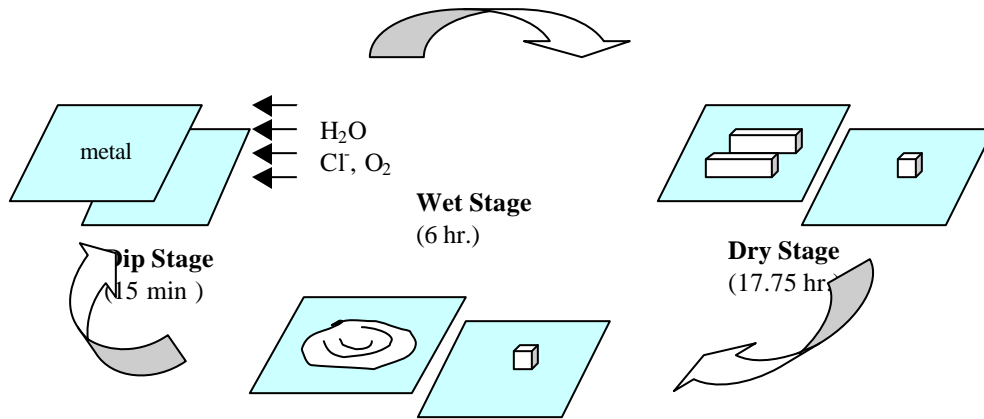 metal
H₂O
Cl⁻, O₂
Wet Stage
(6 hr.)
Dip Stage
(15 min )
Dry Stage
(17.75 hr.)